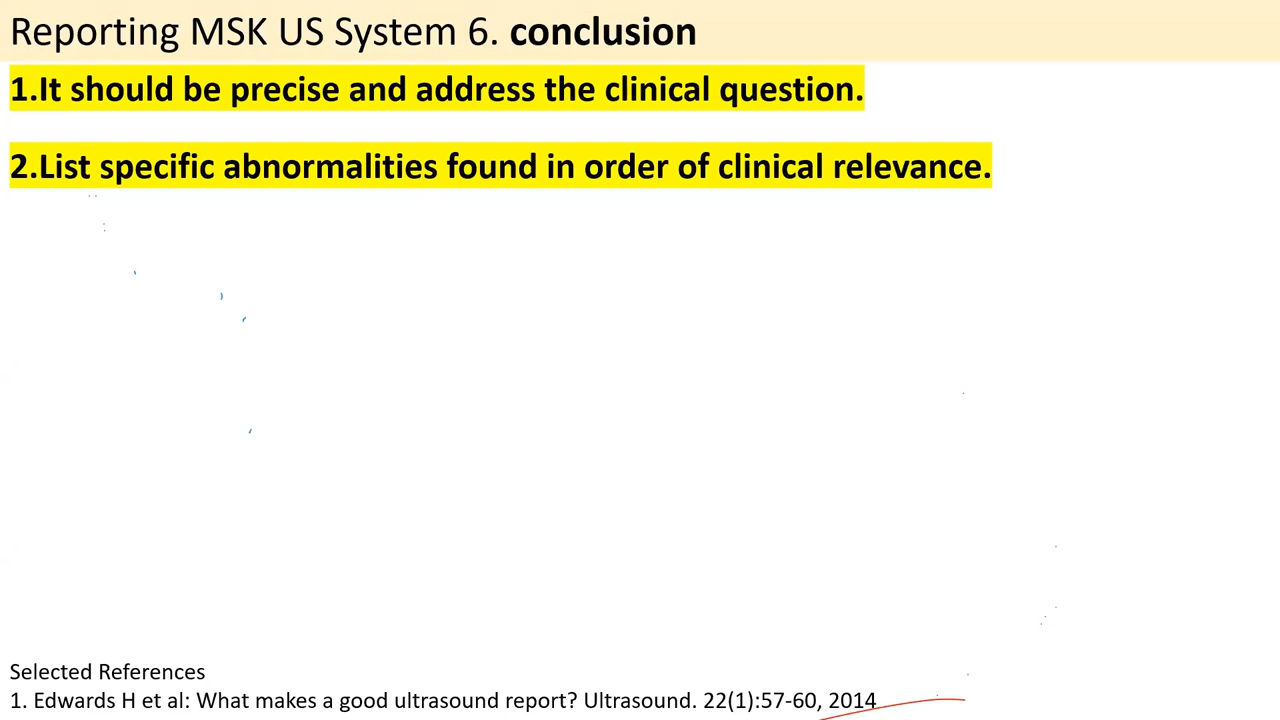 Reporting MSK US System 6. conclusion
1.It should be precise and address the clinical question.
2.List specific abnormalities found in order of clinical relevance.
Selected References
1. Edwards H et al: What makes a good ultrasound report? Ultrasound. 22(1):57-60, 2014